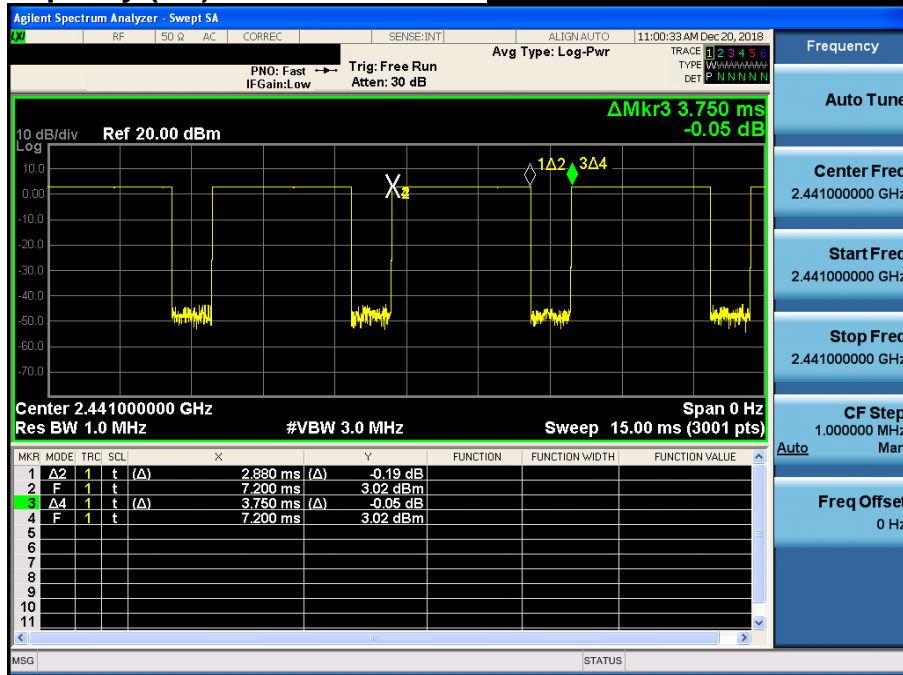 Agilent Spectrum Analyzer - Swept SA
LXI RF 50 Ω AC CORREC SENSE:INT ALIGN AUTO 11:00:33 AM Dec 20, 2018
Frequency
Avg Type: Log-Pwr TRACE 1 2 3 4 5 6
PNO: Fast Trig: Free Run TYPE WWWWWW
IFGain:Low Atten: 30 dB DET P N N N N N
Auto Tune
ΔMkr3 3.750 ms
-0.05 dB
10 dB/div Ref 20.00 dBm
Log
1Δ2 3Δ4
10.0
0.00
-10.0
-20.0
-30.0
-40.0
-50.0
-60.0
-70.0
Center Freq
2.441000000 GHz
Start Freq
2.441000000 GHz
Stop Freq
2.441000000 GHz
Center 2.441000000 GHz Span 0 Hz
Res BW 1.0 MHz #VBW 3.0 MHz Sweep 15.00 ms (3001 pts)
CF Step
1.000000 MHz
Auto Man
Freq Offset
0 Hz
MKR MODE TRC SCL X Y FUNCTION FUNCTION WIDTH FUNCTION VALUE
1 Δ2 1 t (Δ) 2.880 ms (Δ) -0.19 dB
2 F 1 t 7.200 ms 3.02 dBm
3 Δ4 1 t (Δ) 3.750 ms (Δ) -0.05 dB
4 F 1 t 7.200 ms 3.02 dBm
5
6
7
8
9
10
11
MSG STATUS